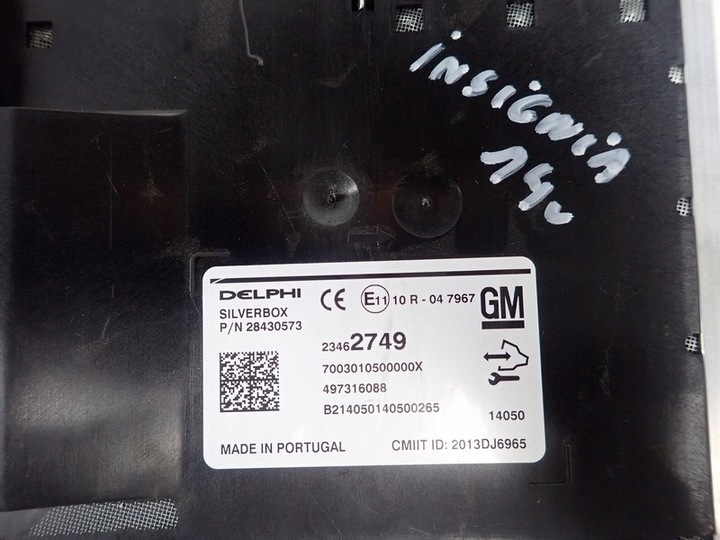 iNSiGNiA
14v
DELPHI
CE
E11 10 R - 04 7967
GM
SILVERBOX
P/N 28430573
23462749
7003010500000X
497316088
B214050140500265
14050
MADE IN PORTUGAL
CMIIT ID: 2013DJ6965